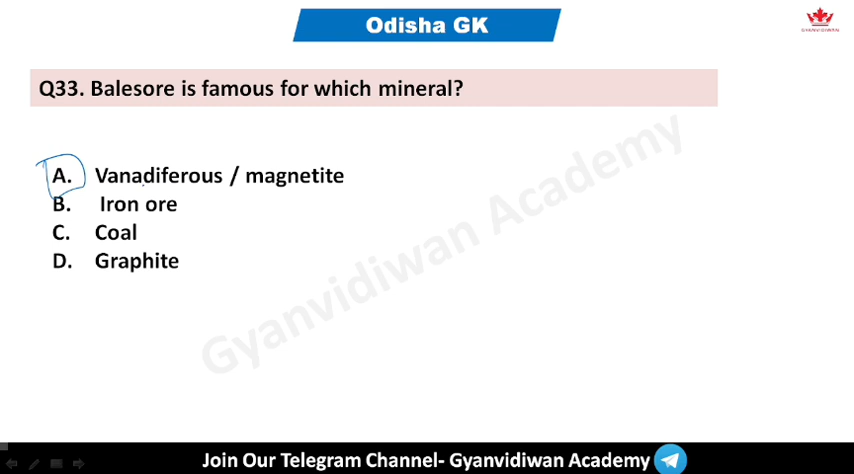 Odisha GK
GYANVIDIWAN
Q33. Balesore is famous for which mineral?
A. Vanadiferous / magnetite
B. Iron ore
C. Coal
D. Graphite
Gyanvidiwan Academy
Join Our Telegram Channel- Gyanvidiwan Academy